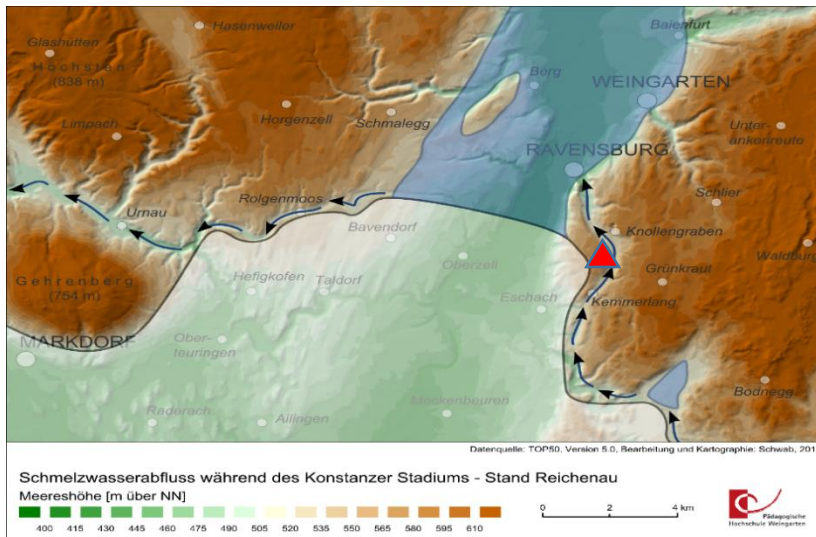 Hasenweiler
Baienfurt
Glashütten
Höchsten
(838 m)
Berg
WEINGARTEN
Limpach
Horgenzell
Schmalegg
Unter-
ankenreute
RAVENSBURG
Rolgenmoos
Schlier
Urnau
Bavendorf
Knollengraben
Waldburg
Gehrenberg
(754 m)
Hefigkofen
Taldorf
Oberzell
Grünkraut
Eschach
Kemmerlang
MARKDORF
Ober-
teuringen
Bodnegg
Raderach
Ailingen
Meckenbeuren
Datenquelle: TOP50, Version 5.0, Bearbeitung und Kartographie: Schwab, 201
Schmelzwasserabfluss während des Konstanzer Stadiums - Stand Reichenau
Meereshöhe [m über NN]
400 415 430 445 460 475 490 505 520 535 550 565 580 595 610
0 2 4 km
Pädagogische
Hochschule Weingarten